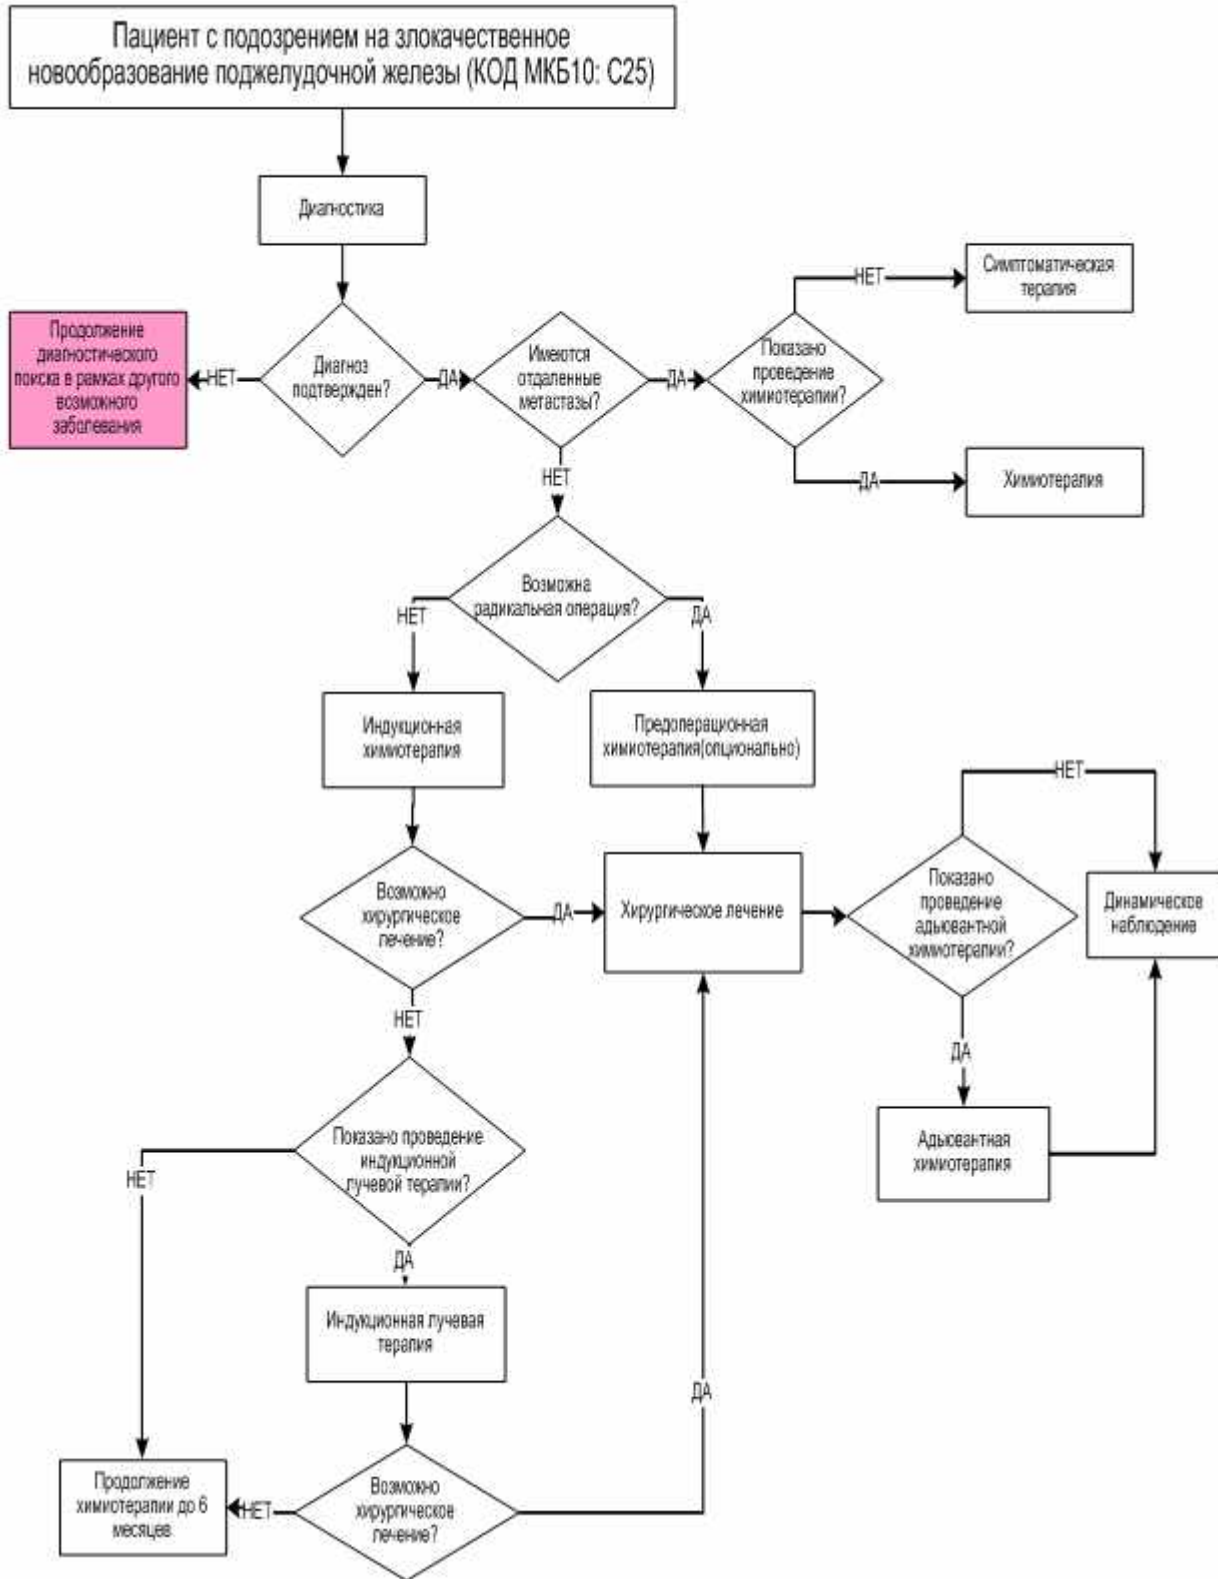 Пациент с подозрением на злокачественное
новообразование поджелудочной железы (КОД МКБ10: C25)
Диагностика
Диагноз
подтвержден?
НЕТ
Продолжение
диагностического
поиска в рамках другого
возможного
заболевания
ДА
Имеются
отдаленные
метастазы?
ДА
Показано
проведение
химиотерапии?
НЕТ
Симптоматическая
терапия
ДА
Химиотерапия
НЕТ
Возможна
радикальная операция?
НЕТ
ДА
Индукционная
химиотерапия
Предоперационная
химиотерапия(опционально)
Возможно
хирургическое
лечение?
ДА
Хирургическое лечение
Показано
проведение
адьювантной
химиотерапии?
НЕТ
Динамическое
наблюдение
ДА
Адьювантная
химиотерапия
НЕТ
Показано проведение
индукционной
лучевой терапии?
НЕТ
ДА
Индукционная лучевая
терапия
Возможно
хирургическое
лечение?
ДА
НЕТ
Продолжение
химиотерапии до 6
месяцев